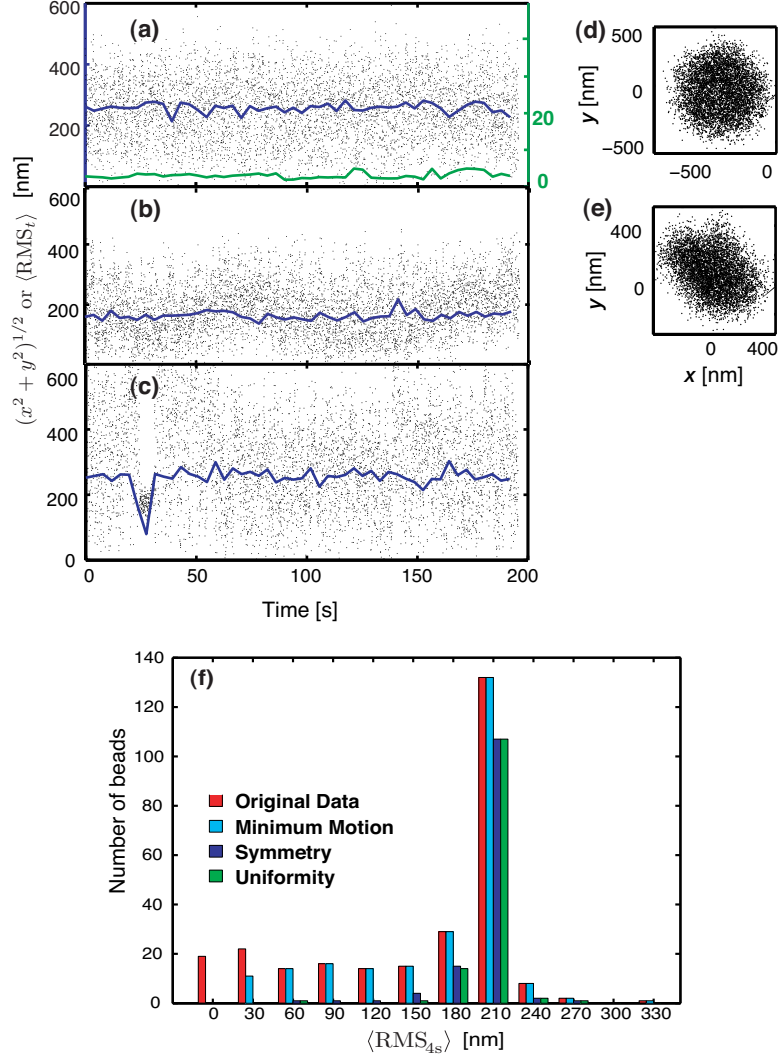 (a)
600
400
200
20
0
(b)
600
400
200
(c)
600
400
200
0
0 50 100 150 200
Time [s]
(x² + y²)^1/2 or ⟨RMSₜ⟩ [nm]
(d)
500
0
−500
y [nm]
−500 0
(e)
400
0
y [nm]
0 400
x [nm]
(f)
140
120
100
80
60
40
20
0
Number of beads
Original Data
Minimum Motion
Symmetry
Uniformity
0 30 60 90 120 150 180 210 240 270 300 330
⟨RMS₄ₛ⟩ [nm]